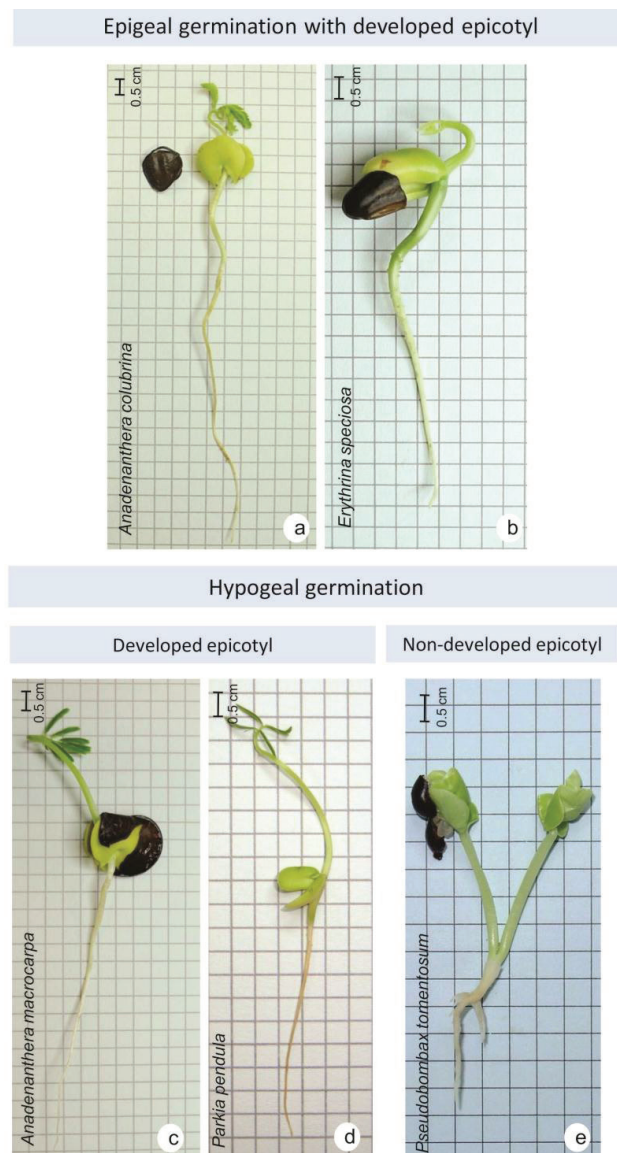 Epigeal germination with developed epicotyl
0.5 cm
Anadenanthera colubrina
a
0.5 cm
Erythrina speciosa
b
Hypogeal germination
Developed epicotyl
Non-developed epicotyl
0.5 cm
Anadenanthera macrocarpa
c
0.5 cm
Parkia pendula
d
0.5 cm
Pseudobombax tomentosum
e